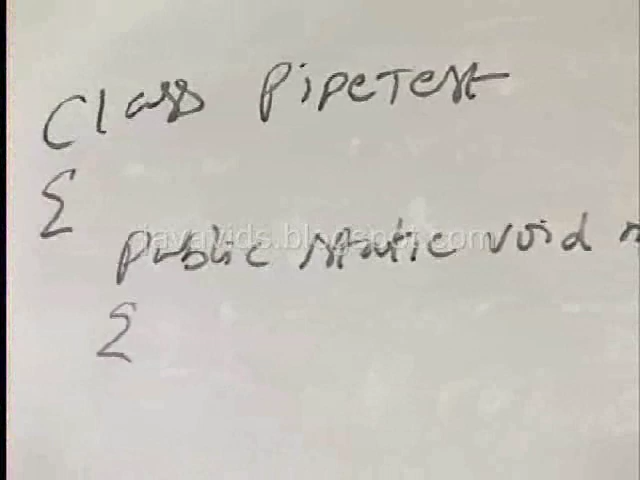 Class PipeTest
{
javavids.blogspot.com
public static void
{